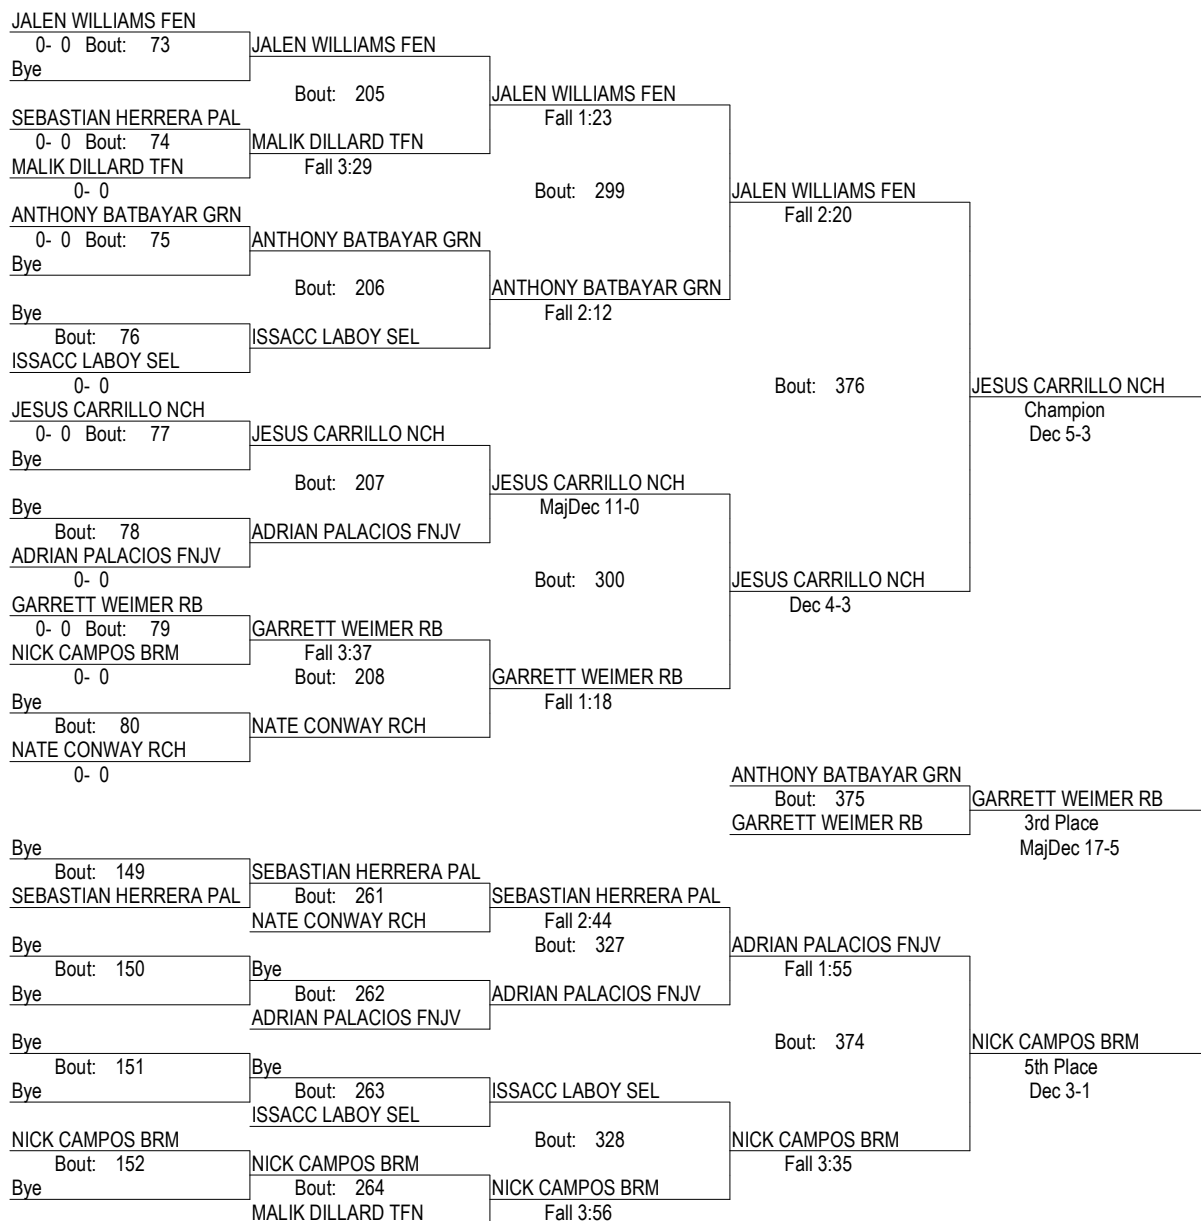 JALEN WILLIAMS FEN
0- 0 Bout: 73
JALEN WILLIAMS FEN
Bye
Bout: 205
JALEN WILLIAMS FEN
SEBASTIAN HERRERA PAL
Fall 1:23
0- 0 Bout: 74
MALIK DILLARD TFN
MALIK DILLARD TFN
Fall 3:29
0- 0
Bout: 299
JALEN WILLIAMS FEN
ANTHONY BATBAYAR GRN
Fall 2:20
0- 0 Bout: 75
ANTHONY BATBAYAR GRN
Bye
Bout: 206
ANTHONY BATBAYAR GRN
Bye
Fall 2:12
Bout: 76
ISSACC LABOY SEL
ISSACC LABOY SEL
0- 0
Bout: 376
JESUS CARRILLO NCH
JESUS CARRILLO NCH
Champion
0- 0 Bout: 77
JESUS CARRILLO NCH
Dec 5-3
Bye
Bout: 207
JESUS CARRILLO NCH
Bye
MajDec 11-0
Bout: 78
ADRIAN PALACIOS FNJV
ADRIAN PALACIOS FNJV
0- 0
Bout: 300
JESUS CARRILLO NCH
GARRETT WEIMER RB
Dec 4-3
0- 0 Bout: 79
GARRETT WEIMER RB
NICK CAMPOS BRM
Fall 3:37
0- 0
Bout: 208
GARRETT WEIMER RB
Bye
Fall 1:18
Bout: 80
NATE CONWAY RCH
NATE CONWAY RCH
0- 0
ANTHONY BATBAYAR GRN
Bout: 375
GARRETT WEIMER RB
GARRETT WEIMER RB
3rd Place
Bye
MajDec 17-5
Bout: 149
SEBASTIAN HERRERA PAL
SEBASTIAN HERRERA PAL
Bout: 261
SEBASTIAN HERRERA PAL
NATE CONWAY RCH
Fall 2:44
Bye
Bout: 327
ADRIAN PALACIOS FNJV
Bout: 150
Bye
Fall 1:55
Bye
Bout: 262
ADRIAN PALACIOS FNJV
ADRIAN PALACIOS FNJV
Bye
Bout: 374
NICK CAMPOS BRM
Bout: 151
Bye
5th Place
Bye
Bout: 263
ISSACC LABOY SEL
Dec 3-1
ISSACC LABOY SEL
NICK CAMPOS BRM
Bout: 328
NICK CAMPOS BRM
Bout: 152
NICK CAMPOS BRM
Fall 3:35
Bye
Bout: 264
NICK CAMPOS BRM
MALIK DILLARD TFN
Fall 3:56